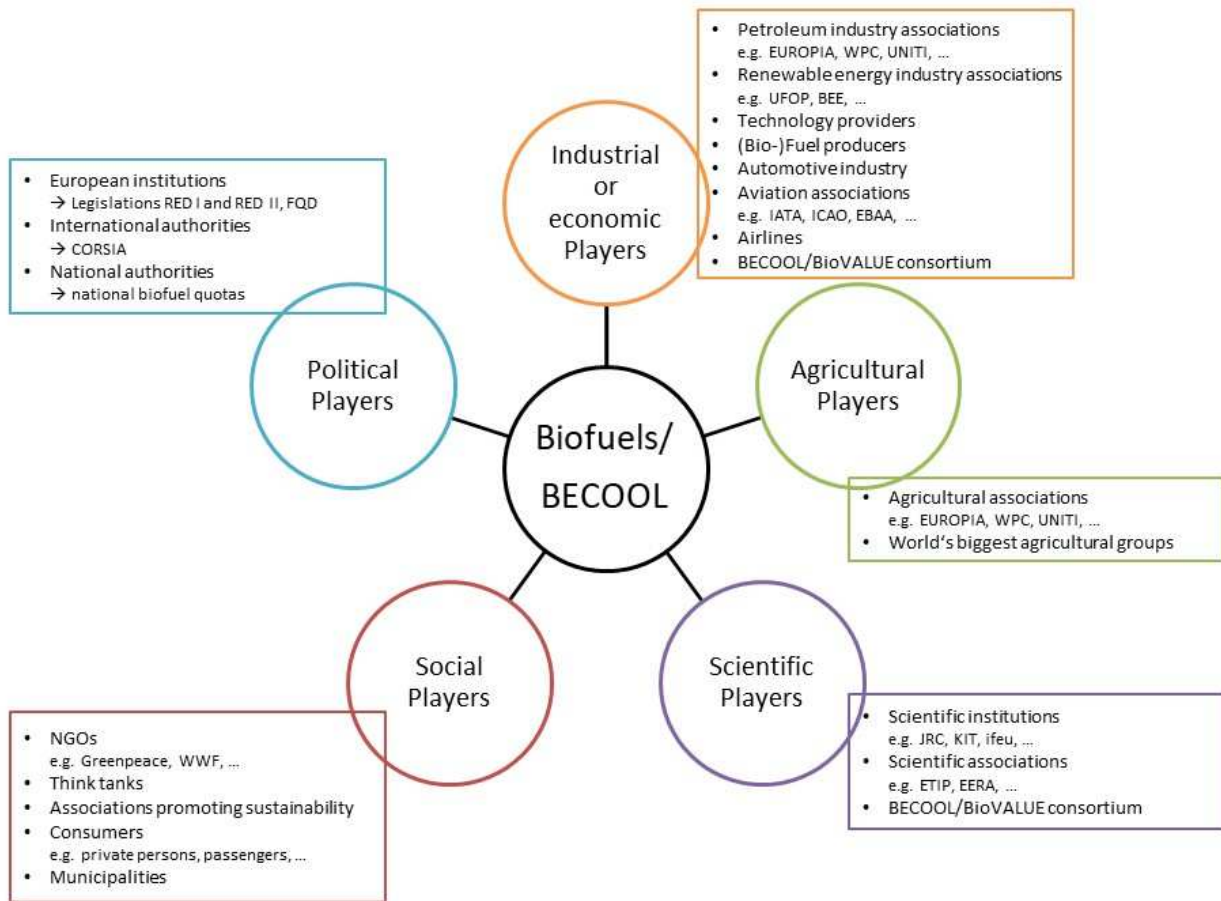 • Petroleum industry associations
e.g. EUROPIA, WPC, UNITI, ...
• Renewable energy industry associations
e.g. UFOP, BEE, ...
• Technology providers
• (Bio-)Fuel producers
• Automotive industry
• Aviation associations
e.g. IATA, ICAO, EBAA, ...
• Airlines
• BECOOL/BioVALUE consortium
Industrial
or
economic
Players
• European institutions
→ Legislations RED I and RED II, FQD
• International authorities
→ CORSIA
• National authorities
→ national biofuel quotas
Political
Players
Agricultural
Players
Biofuels/
BECOOL
• Agricultural associations
e.g. EUROPIA, WPC, UNITI, ...
• World's biggest agricultural groups
Social
Players
Scientific
Players
• NGOs
e.g. Greenpeace, WWF, ...
• Think tanks
• Associations promoting sustainability
• Consumers
e.g. private persons, passengers, ...
• Municipalities
• Scientific institutions
e.g. JRC, KIT, ifeu, ...
• Scientific associations
e.g. ETIP, EERA, ...
• BECOOL/BioVALUE consortium